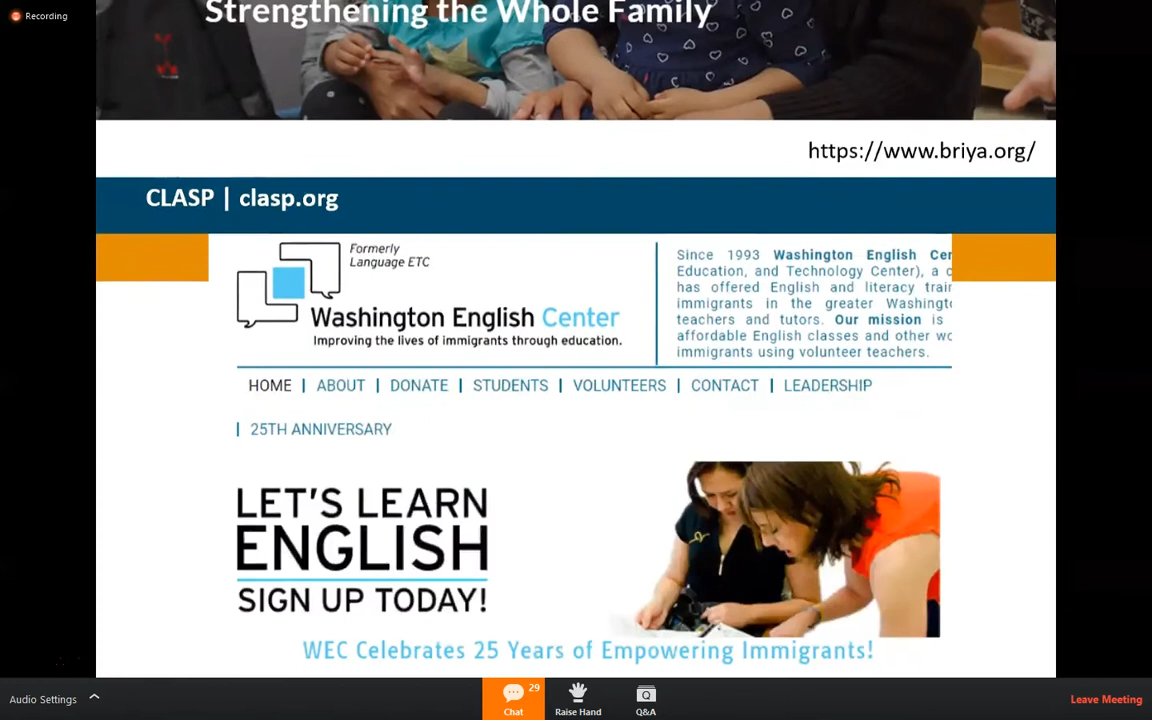 Recording
Strengthening the Whole Family
https://www.briya.org/
CLASP | clasp.org
Formerly
Language ETC
Washington English Center
Improving the lives of immigrants through education.
Since 1993 Washington English Cen
Education, and Technology Center), a c
has offered English and literacy train
immigrants in the greater Washingto
teachers and tutors. Our mission is
affordable English classes and other wo
immigrants using volunteer teachers.
HOME | ABOUT | DONATE | STUDENTS | VOLUNTEERS | CONTACT | LEADERSHIP
| 25TH ANNIVERSARY
LET'S LEARN
ENGLISH
SIGN UP TODAY!
WEC Celebrates 25 Years of Empowering Immigrants!
Audio Settings
29
Chat
Raise Hand
Q
Q&A
Leave Meeting